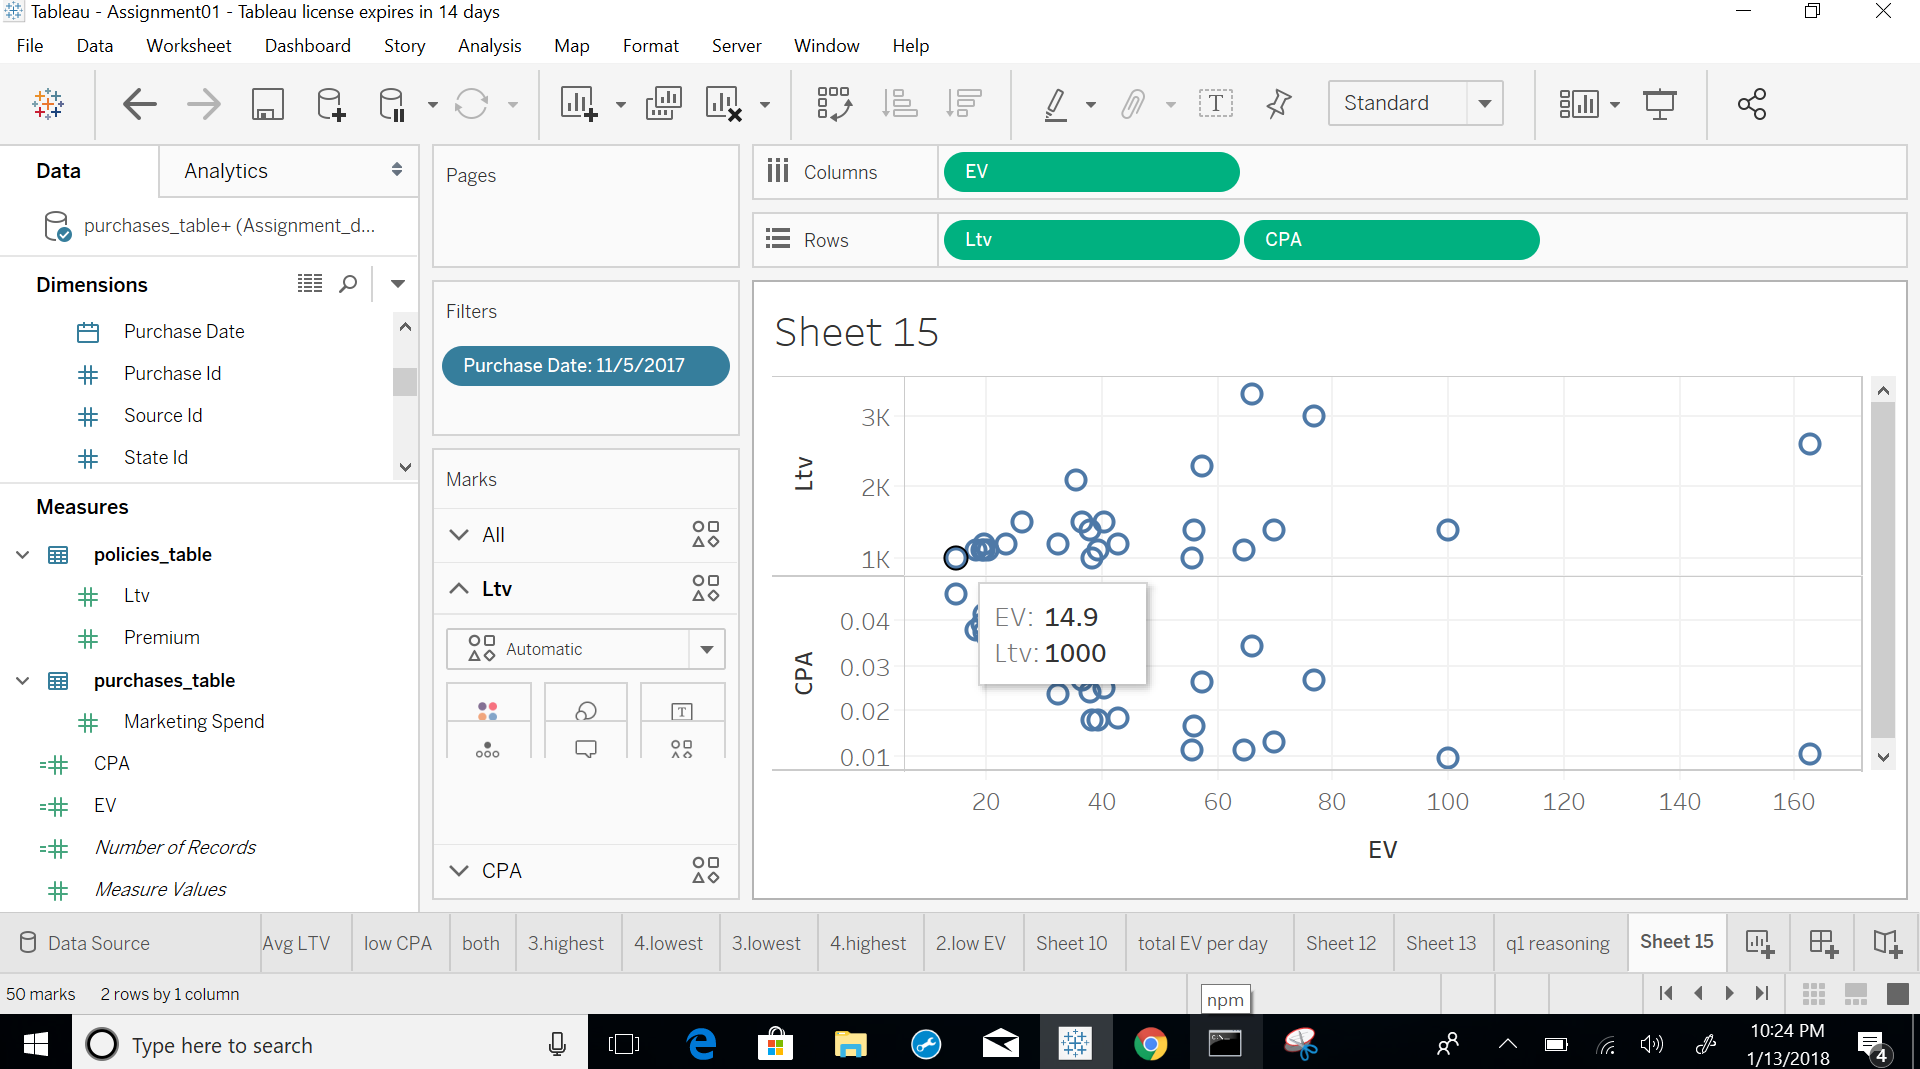 Tableau - Assignment01 - Tableau license expires in 14 days
File Data Worksheet Dashboard Story Analysis Map Format Server Window Help
Standard
Data Analytics
purchases_table+ (Assignment_d...
Dimensions
Purchase Date
Purchase Id
Source Id
State Id
Measures
policies_table
Ltv
Premium
purchases_table
Marketing Spend
CPA
EV
Number of Records
Measure Values
Pages
Filters
Purchase Date: 11/5/2017
Marks
All
Ltv
Automatic
T
CPA
Columns EV
Rows Ltv CPA
Sheet 15
Ltv
3K
2K
1K
CPA
0.04
0.03
0.02
0.01
EV: 14.9
Ltv: 1000
20 40 60 80 100 120 140 160
EV
Data Source Avg LTV low CPA both 3.highest 4.lowest 3.lowest 4.highest 2.low EV Sheet 10 total EV per day Sheet 12 Sheet 13 q1 reasoning Sheet 15
50 marks 2 rows by 1 column
npm
Type here to search
10:24 PM
1/13/2018
4